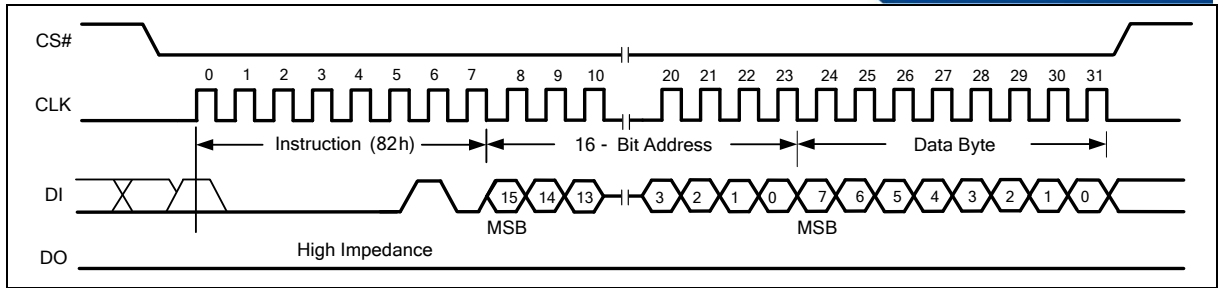 CS#
0 1 2 3 4 5 6 7 8 9 10 20 21 22 23 24 25 26 27 28 29 30 31
CLK
Instruction (82h) 16 - Bit Address Data Byte
DI
15 14 13 3 2 1 0 7 6 5 4 3 2 1 0
MSB MSB
High Impedance
DO